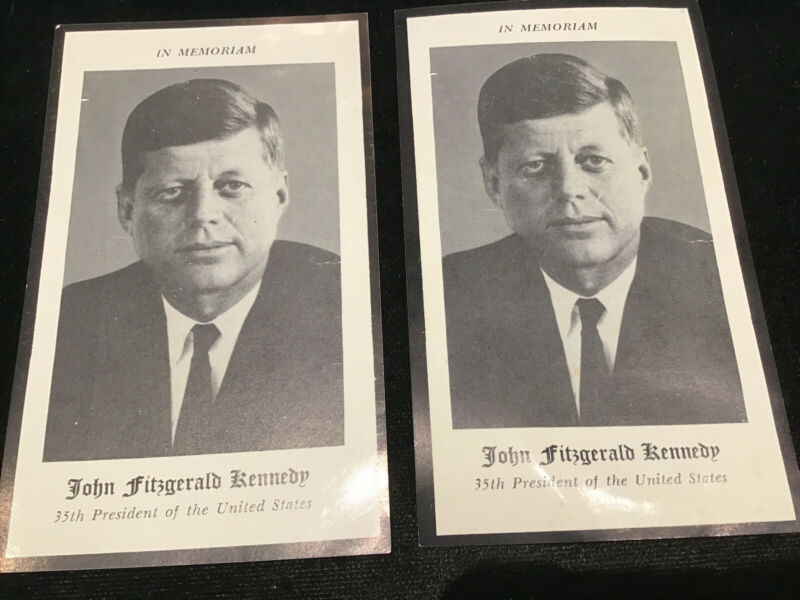 IN MEMORIAM
John Fitzgerald Kennedy
35th President of the United States
IN MEMORIAM
John Fitzgerald Kennedy
35th President of the United States